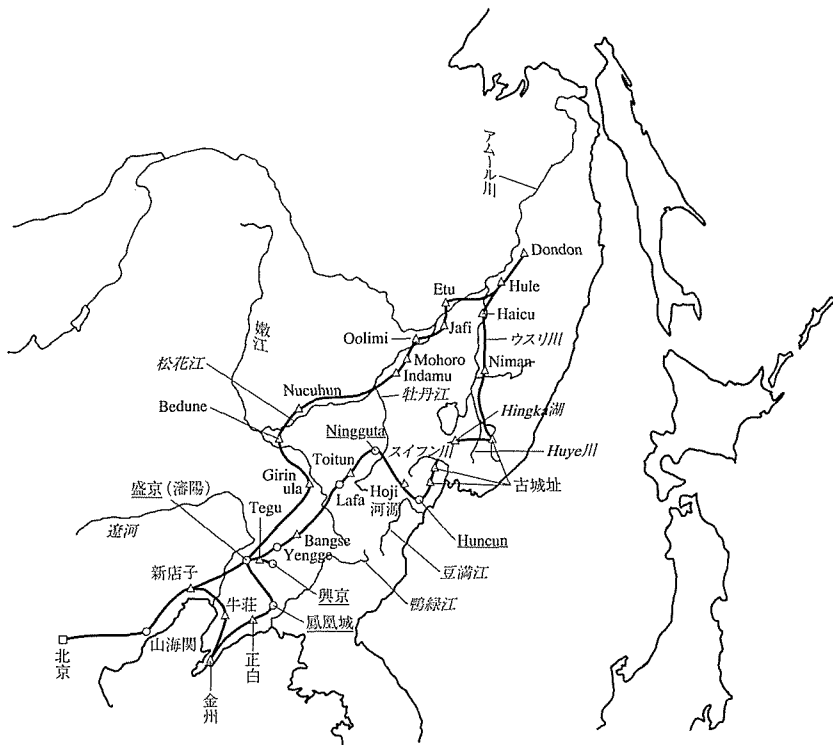 アムール川
Dondon
Hule
Etu
Haicu
Jafi
Oolimi
ウスリ川
嫩江
Mohoro
松花江
Indamu
Niman
Nucuhun
牡丹江
Hingka湖
Bedune
Ningguta
スイフン川
Huye川
Toitun
Girin
ula
古城址
盛京(瀋陽)
Lafa
Hoji
河潟
Tegu
Huncun
遼河
Bangse
Yengge
豆満江
新店子
興京
鴨緑江
牛荘
鳳凰城
山海関
正白
北京
金州